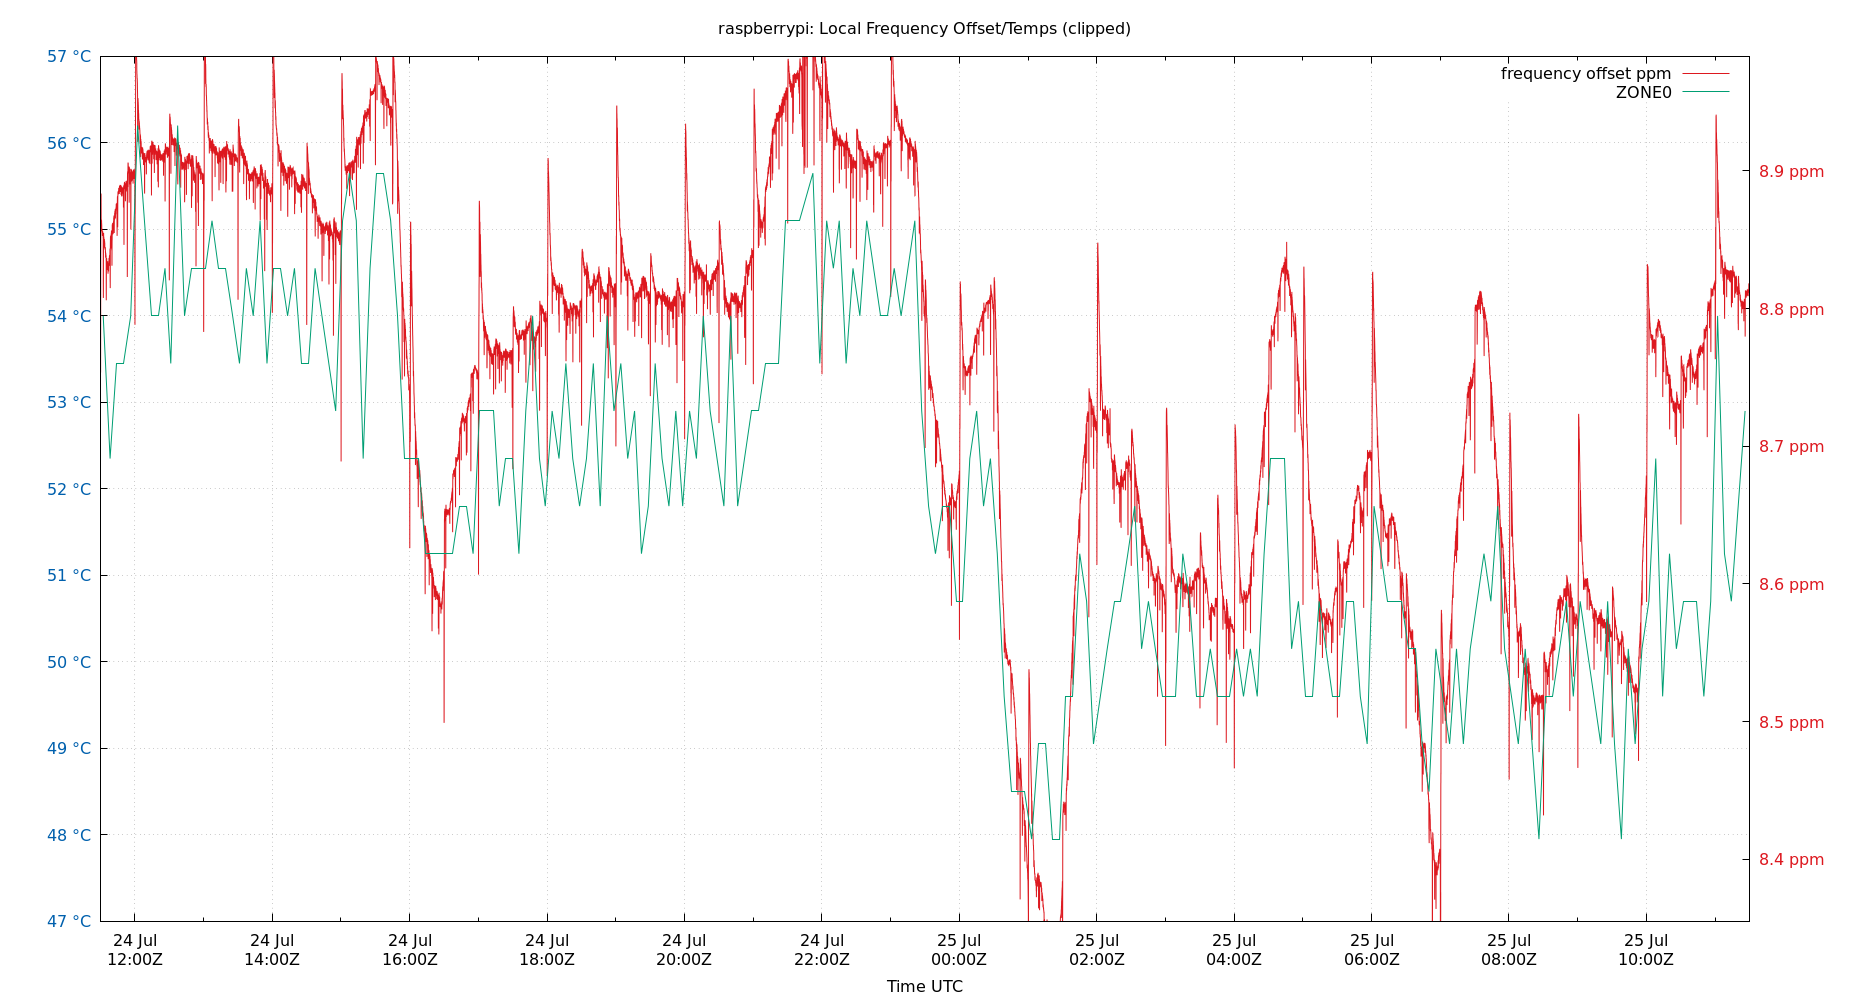 raspberrypi: Local Frequency Offset/Temps (clipped)
57 °C
56 °C
55 °C
54 °C
53 °C
52 °C
51 °C
50 °C
49 °C
48 °C
47 °C
frequency offset ppm
ZONE0
8.9 ppm
8.8 ppm
8.7 ppm
8.6 ppm
8.5 ppm
8.4 ppm
24 Jul 24 Jul 24 Jul 24 Jul 24 Jul 24 Jul 25 Jul 25 Jul 25 Jul 25 Jul 25 Jul 25 Jul
12:00Z 14:00Z 16:00Z 18:00Z 20:00Z 22:00Z 00:00Z 02:00Z 04:00Z 06:00Z 08:00Z 10:00Z
Time UTC